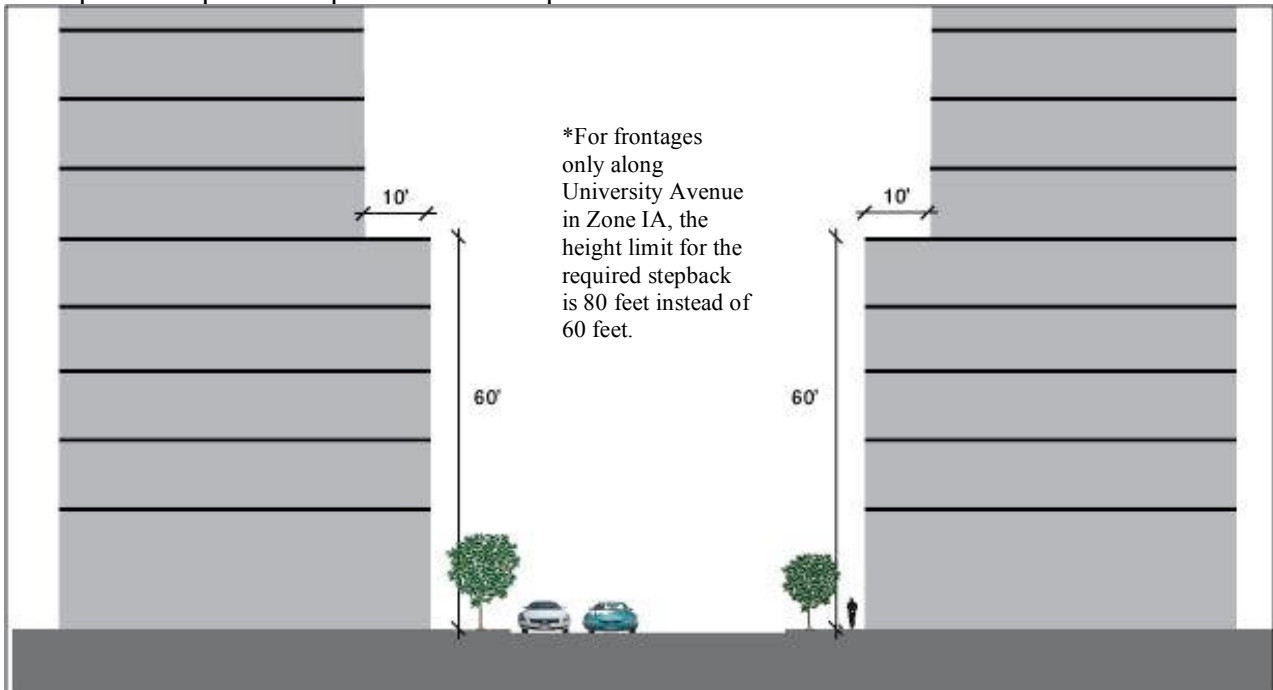 *For frontages
only along
University Avenue
in Zone IA, the
height limit for the
required stepback
is 80 feet instead of
60 feet.
10'
10'
60'
60'